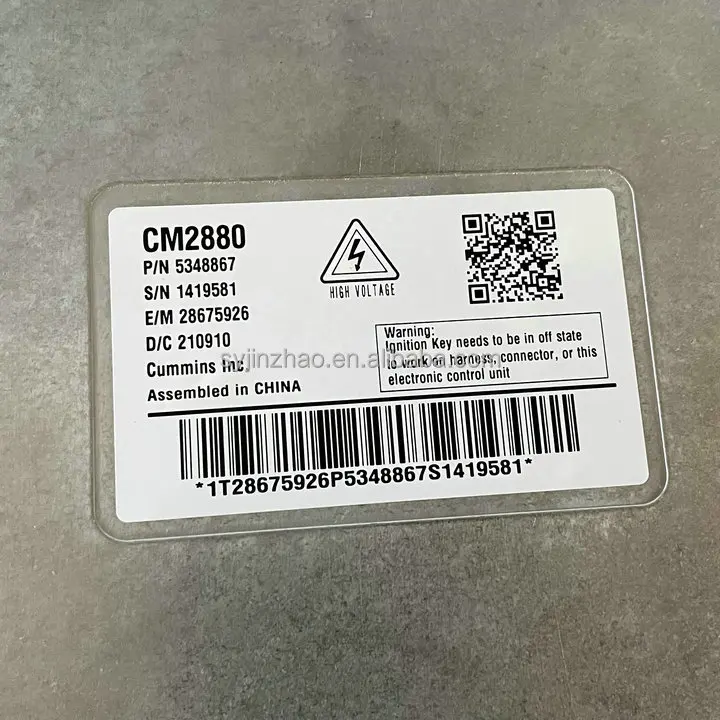 CM2880
P/N 5348867
S/N 1419581
E/M 28675926
D/C 210910
Cummins Inc.
Assembled in CHINA
HIGH VOLTAGE
Warning:
Ignition Key needs to be in off state
to work on harness, connector, or this
electronic control unit
syjinzhao.en.alibaba.com
*1T28675926P5348867S1419581*